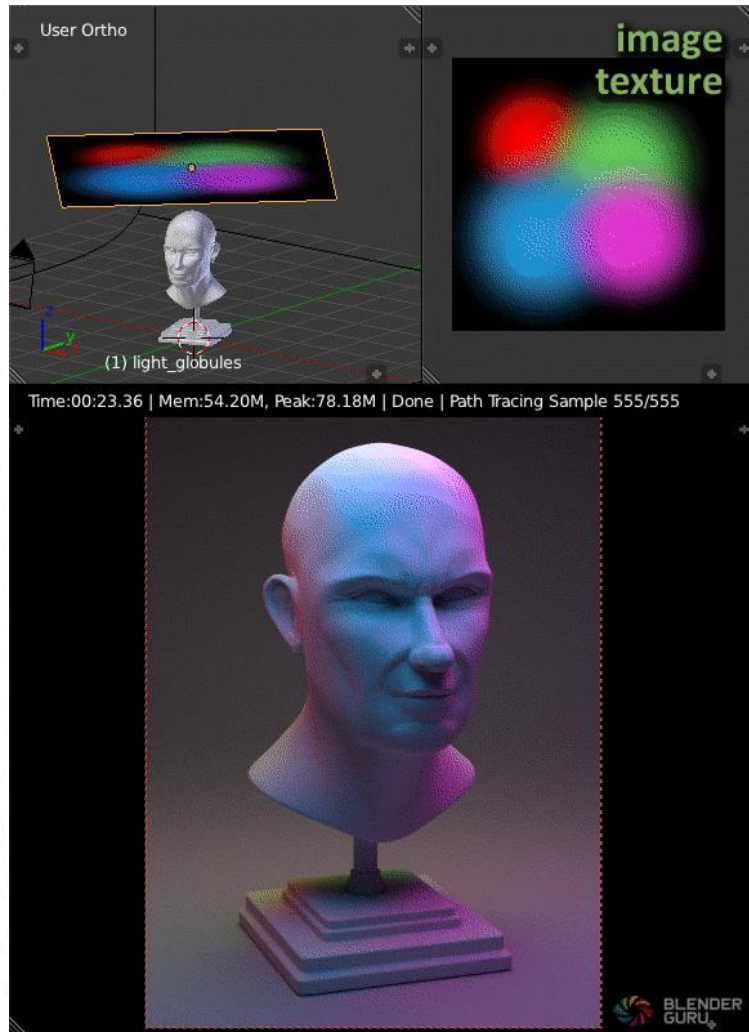 User Ortho
image
texture
z
y
(1) light_globules
Time:00:23.36 | Mem:54.20M, Peak:78.18M | Done | Path Tracing Sample 555/555
BLENDER
GURU